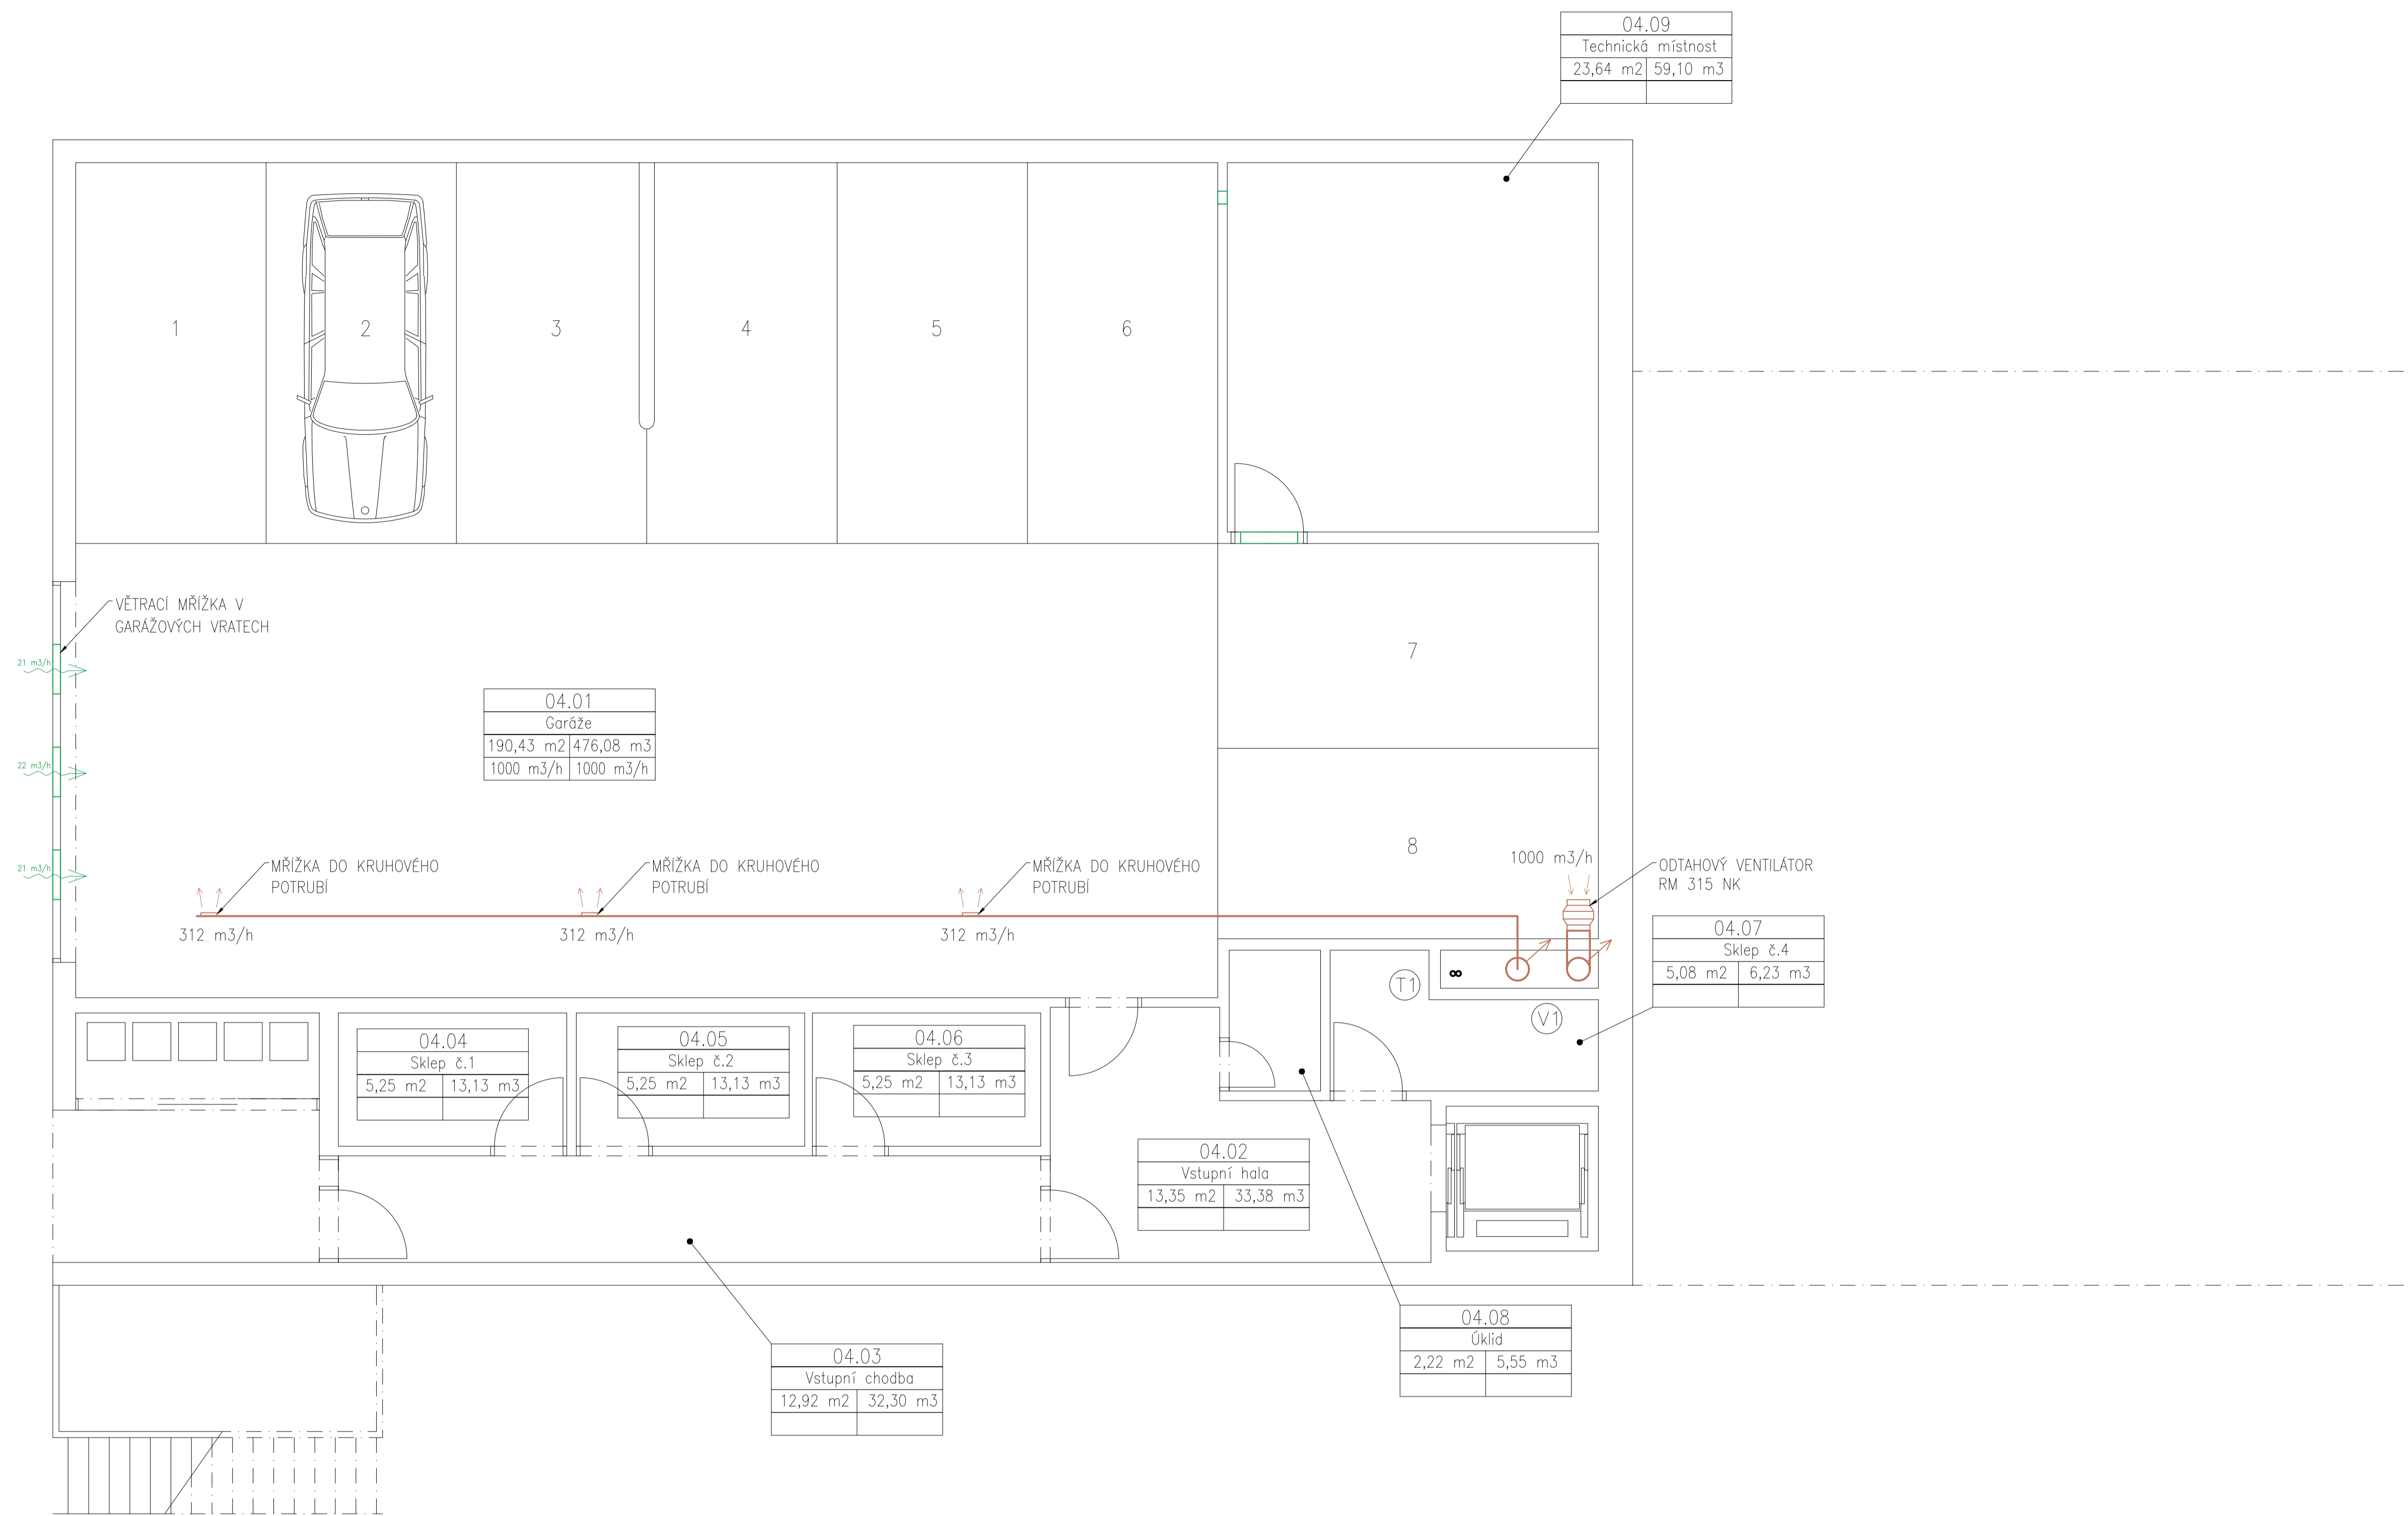 04.09
Technická místnost
23,64 m2 59,10 m3
1
2
3
4
5
6
VĚTRACÍ MŘÍŽKA V
GARÁŽOVÝCH VRATECH
21 m3/h
7
04.01
Garáže
190,43 m2 476,08 m3
1000 m3/h 1000 m3/h
22 m3/h
8
1000 m3/h
ODTAHOVÝ VENTILÁTOR
RM 315 NK
21 m3/h
MŘÍŽKA DO KRUHOVÉHO
POTRUBÍ
MŘÍŽKA DO KRUHOVÉHO
POTRUBÍ
MŘÍŽKA DO KRUHOVÉHO
POTRUBÍ
312 m3/h
312 m3/h
312 m3/h
04.07
Sklep č.4
5,08 m2 6,23 m3
T1
V1
04.04
Sklep č.1
5,25 m2 13,13 m3
04.05
Sklep č.2
5,25 m2 13,13 m3
04.06
Sklep č.3
5,25 m2 13,13 m3
04.02
Vstupní hala
13,35 m2 33,38 m3
04.08
Úklid
2,22 m2 5,55 m3
04.03
Vstupní chodba
12,92 m2 32,30 m3